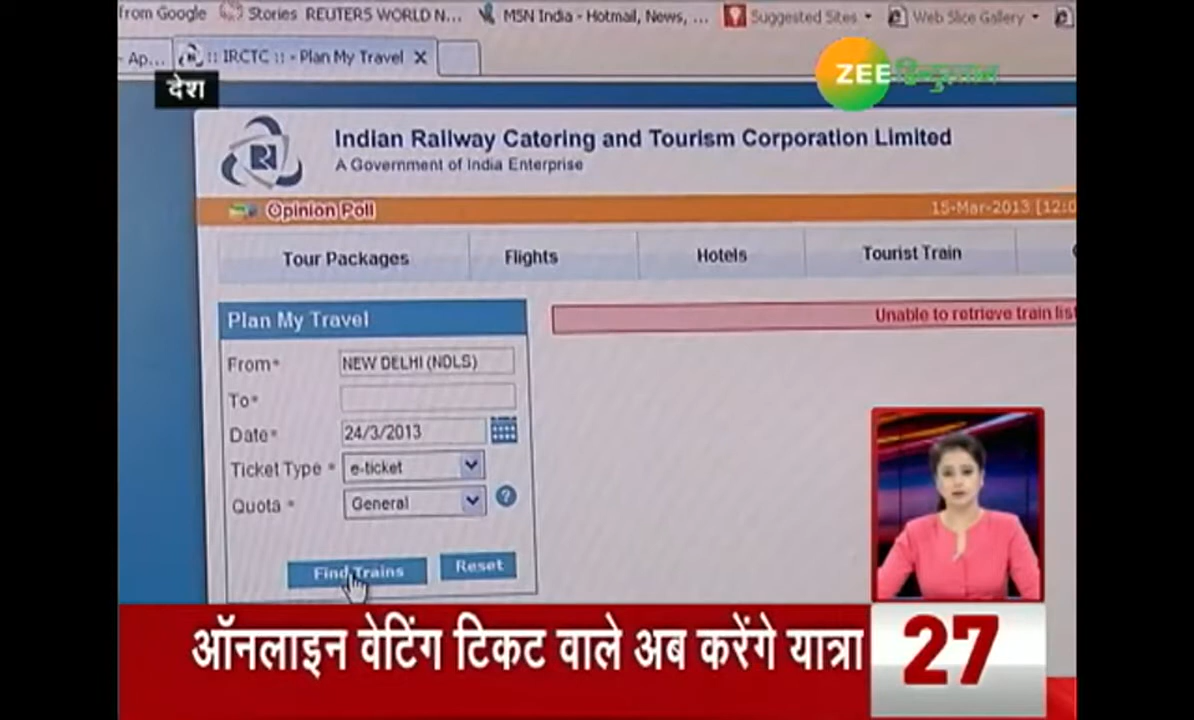 from Google Stories REUTERS WORLD N... MSN India - Hotmail, News, ... Suggested Sites Web Slice Gallery
- Ap... :: IRCTC :: - Plan My Travel X
देश
ZEE हिन्दुस्तान
Indian Railway Catering and Tourism Corporation Limited
A Government of India Enterprise
Opinion Poll 15-Mar-2013 [12:0
Tour Packages Flights Hotels Tourist Train
Plan My Travel
Unable to retrieve train list
From* NEW DELHI (NDLS)
To*
Date* 24/3/2013
Ticket Type * e-ticket
Quota * General ?
Find Trains Reset
ऑनलाइन वेटिंग टिकट वाले अब करेंगे यात्रा 27